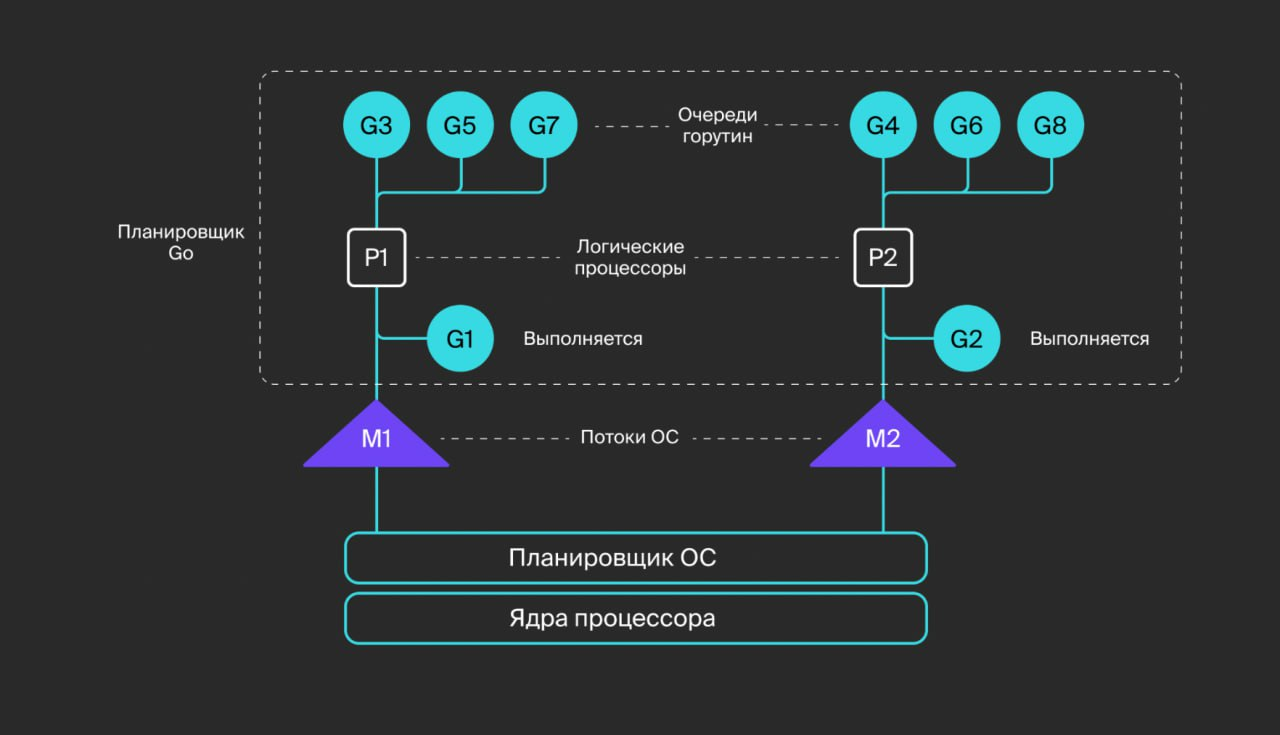 G3
G5
G7
Очереди
горутин
G4
G6
G8
Планировщик
Go
P1
Логические
процессоры
P2
G1
Выполняется
G2
Выполняется
M1
Потоки ОС
M2
Планировщик ОС
Ядра процессора